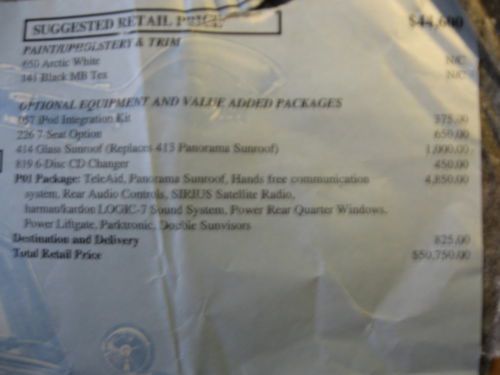 SUGGESTED RETAIL PRICE $44,600
PAINT/UPHOLSTERY & TRIM
650 Arctic White N/C
141 Black MB Tex N/C
OPTIONAL EQUIPMENT AND VALUE ADDED PACKAGES
057 iPod Integration Kit 375.00
226 7-Seat Option 650.00
414 Glass Sunroof (Replaces 413 Panorama Sunroof) 1,000.00
819 6-Disc CD Changer 450.00
P01 Package: TeleAid, Panorama Sunroof, Hands free communication 4,850.00
system, Rear Audio Controls, SIRIUS Satellite Radio,
harman/kardon LOGIC-7 Sound System, Power Rear Quarter Windows,
Power Liftgate, Parktronic, Double Sunvisors
Destination and Delivery 825.00
Total Retail Price $50,750.00